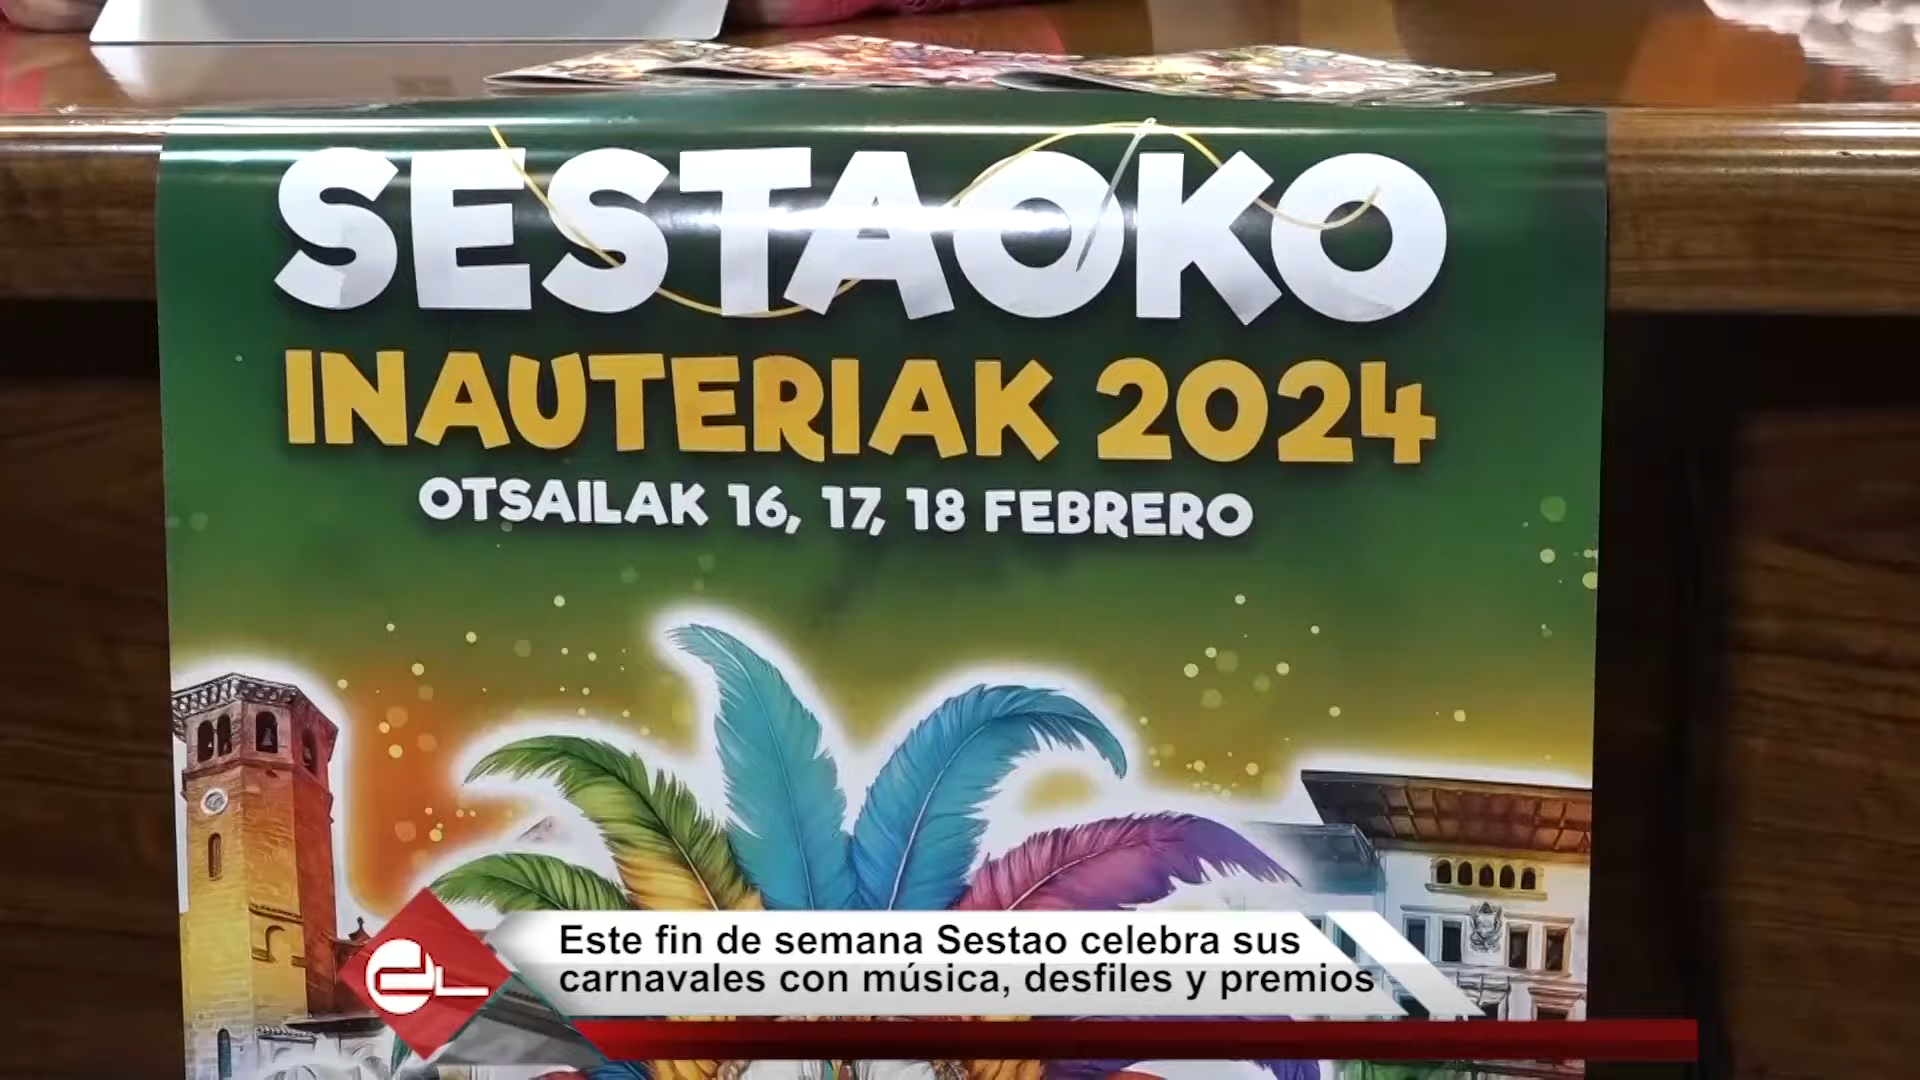 SESTAOKO
INAUTERIAK 2024
OTSAILAK 16, 17, 18 FEBRERO
Este fin de semana Sestao celebra sus
carnavales con música, desfiles y premios